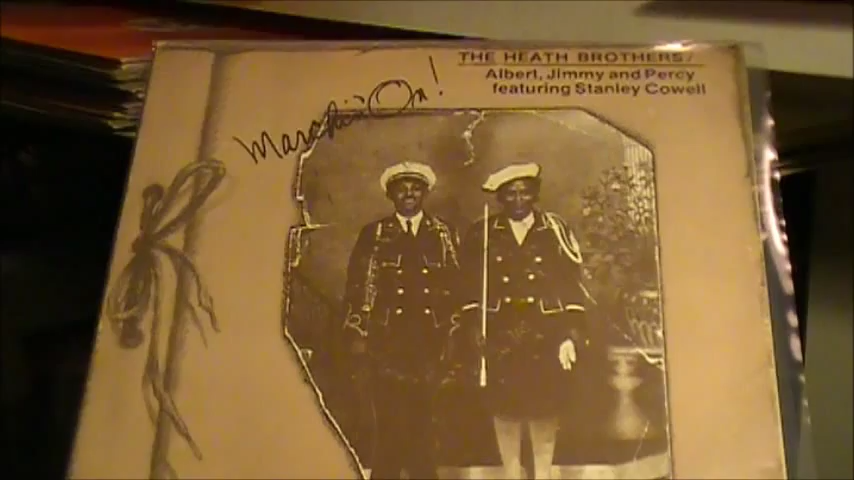 THE HEATH BROTHERS/
Albert, Jimmy and Percy
featuring Stanley Cowell
Marchin' On!